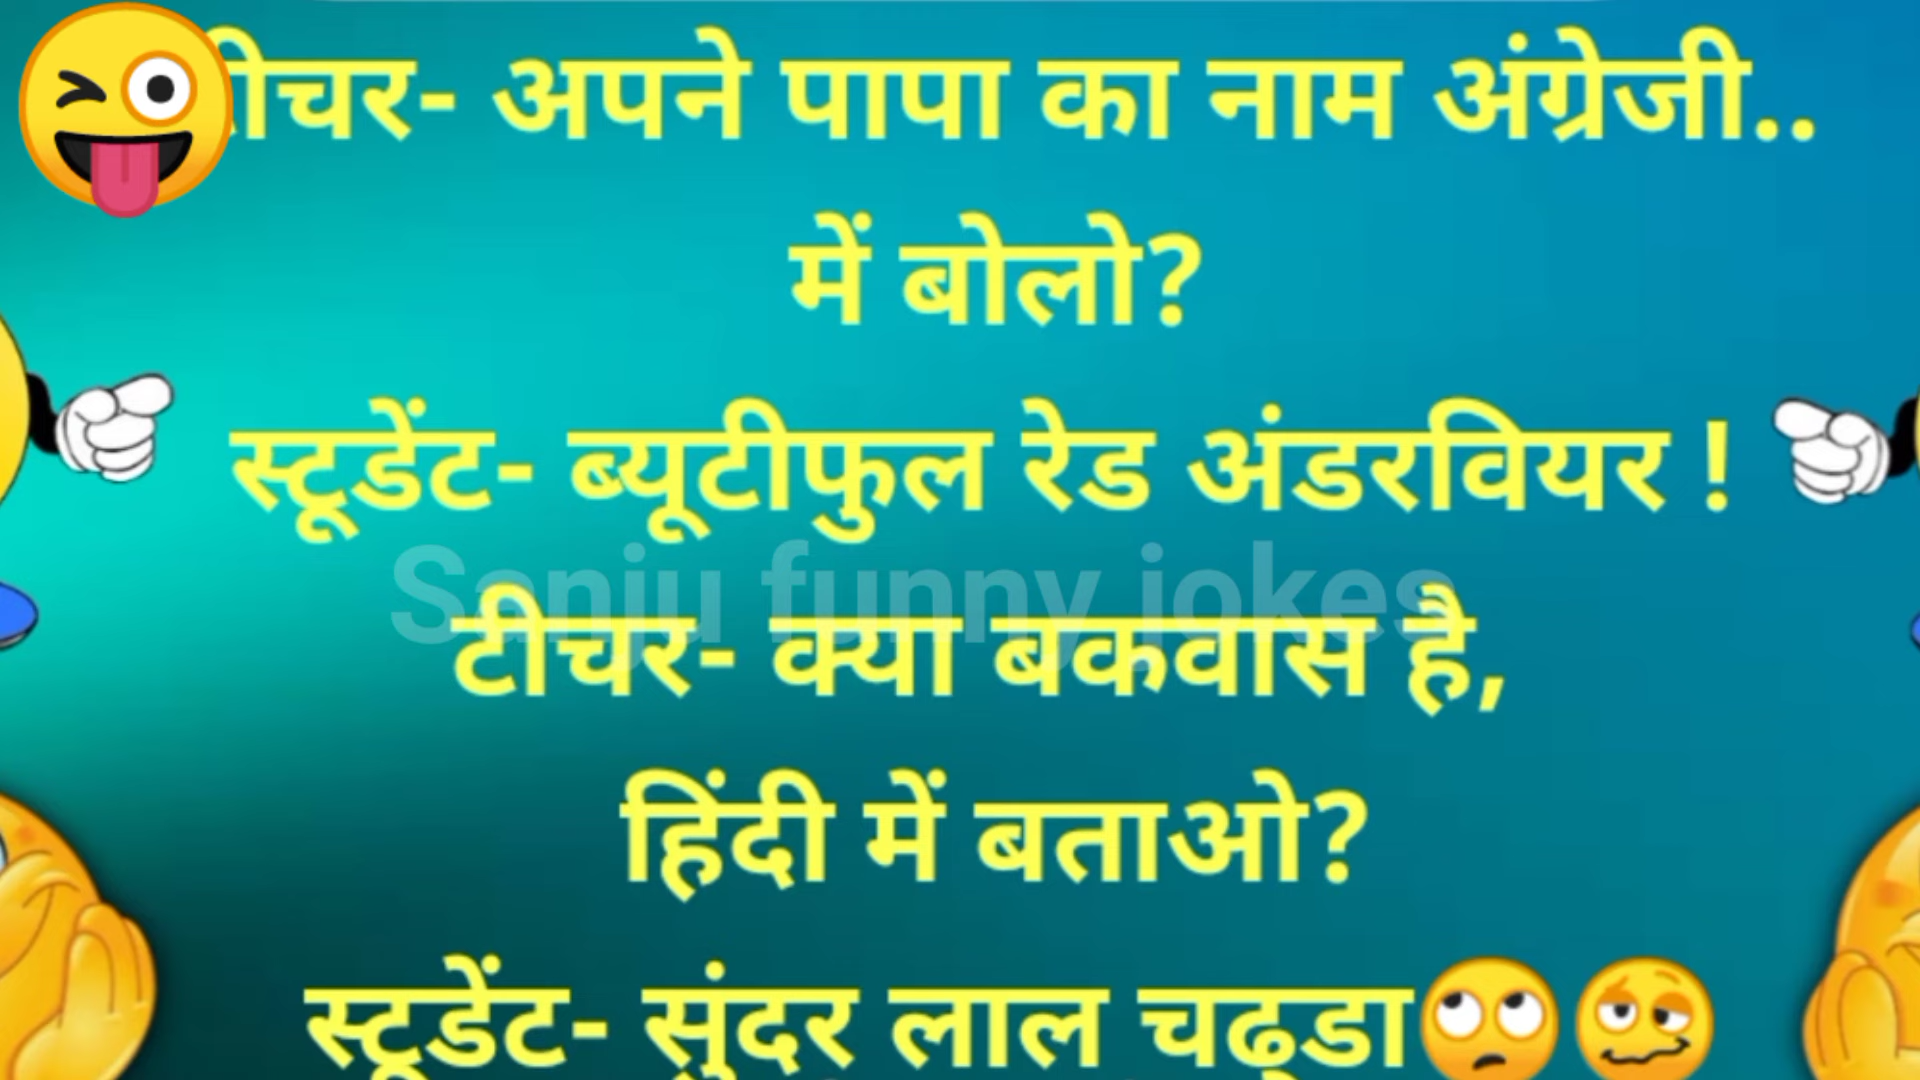 टीचर- अपने पापा का नाम अंग्रेजी..
में बोलो?
स्टूडेंट- ब्यूटीफुल रेड अंडरवियर !
Sanju funny jokes
टीचर- क्या बकवास है,
हिंदी में बताओ?
स्टूडेंट- सुंदर लाल चढ्डा